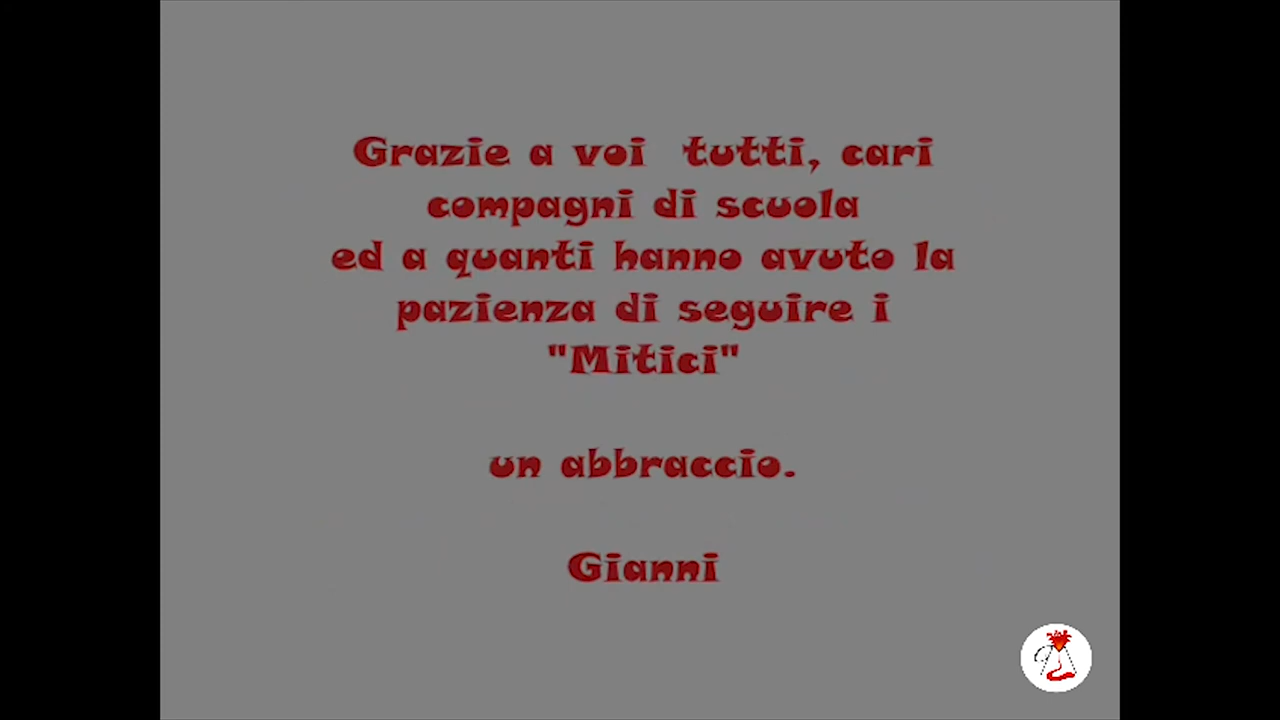 Grazie a voi tutti, cari
compagni di scuola
ed a quanti hanno avuto la
pazienza di seguire i
"Mitici"
un abbraccio.
Gianni